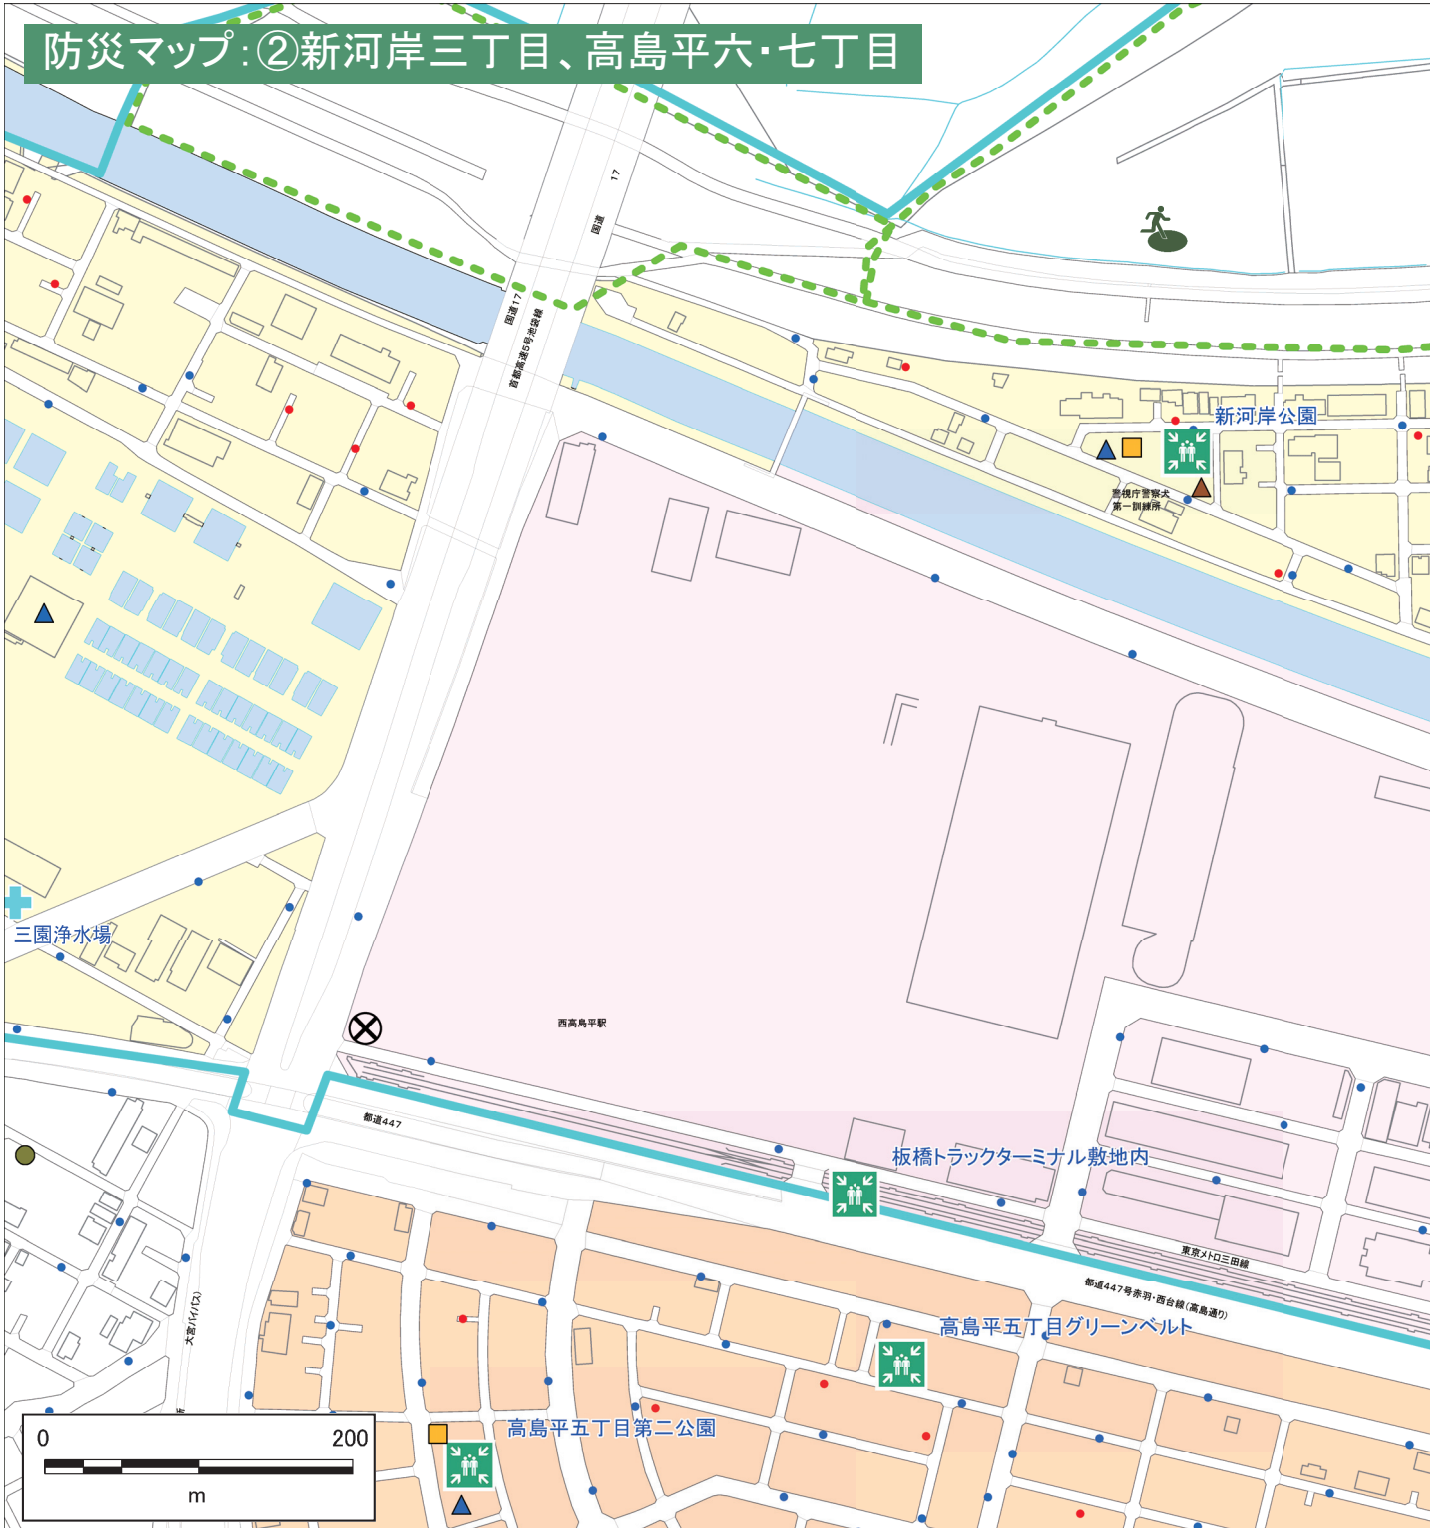 防災マップ：②新河岸三丁目、高島平六・七丁目
国道 17
国道17
首都高速5号池袋線
新河岸公園
警視庁警察犬
第一訓練所
三園浄水場
西高島平駅
都道447
板橋トラックターミナル敷地内
東京メトロ三田線
都道447号赤羽・西台線(高島通り)
大宮バイパス)
高島平五丁目グリーンベルト
高島平五丁目第二公園
0 200
m